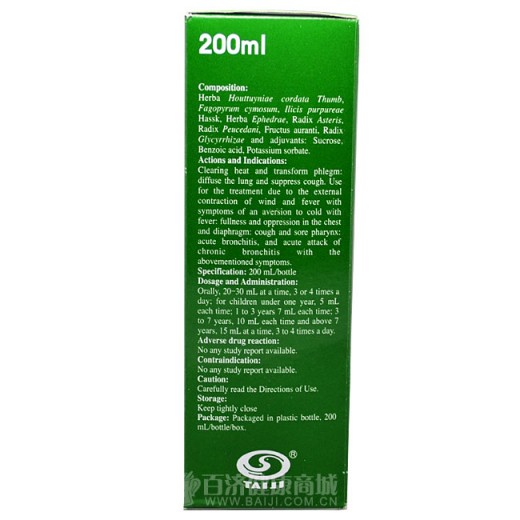 200ml
Composition:
Herba Houttuyniae cordata Thumb,
Fagopyrum cymosum, Ilicis purpureae
Hassk, Herba Ephedrae, Radix Asteris,
Radix Peucedani, Fructus auranti, Radix
Glycyrrhizae and adjuvants: Sucrose,
Benzoic acid, Potassium sorbate.
Actions and Indications:
Clearing heat and transform phlegm:
diffuse the lung and suppress cough. Use
for the treatment due to the external
contraction of wind and fever with
symptoms of an aversion to cold with
fever: fullness and oppression in the chest
and diaphragm: cough and sore pharynx:
acute bronchitis, and acute attack of
chronic bronchitis with the
abovementioned symptoms.
Specification: 200 mL/bottle
Dosage and Administration:
Orally, 20-30 mL at a time, 3 or 4 times a
day; for children under one year, 5 mL
each time; 1 to 3 years 7 mL each time; 3
to 7 years, 10 mL each time and above 7
years, 15 mL at a time, 3 to 4 times a day.
Adverse drug reaction:
No any study report available.
Contraindication:
No any study report available.
Caution:
Carefully read the Directions of Use.
Storage:
Keep tightly close
Package: Packaged in plastic bottle, 200
mL/bottle/box.
®
TAIJI
百济健康商城
WWW.BAIJI.COM.CN